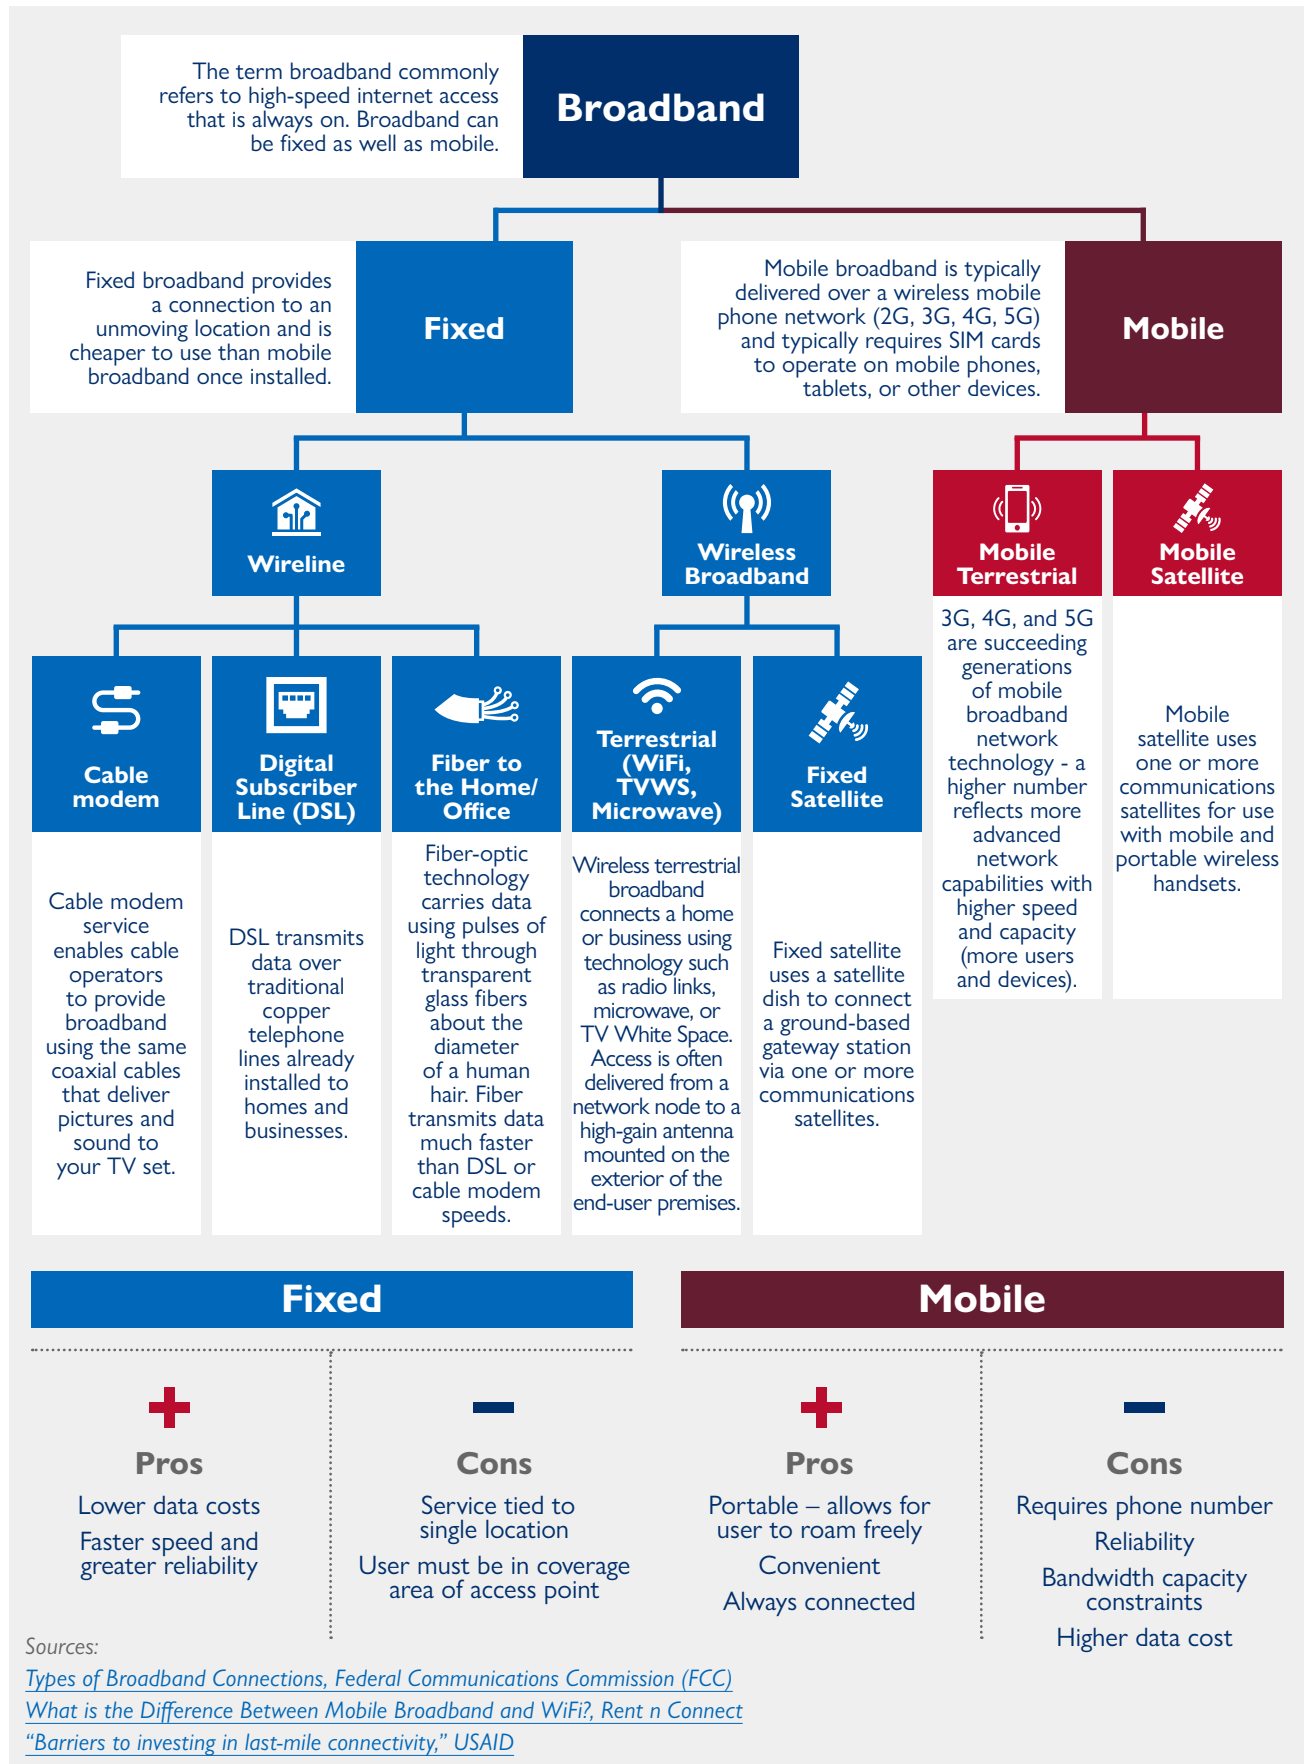 The term broadband commonly
refers to high-speed internet access
that is always on. Broadband can
be fixed as well as mobile.
Broadband
Fixed broadband provides
a connection to an
unmoving location and is
cheaper to use than mobile
broadband once installed.
Fixed
Mobile broadband is typically
delivered over a wireless mobile
phone network (2G, 3G, 4G, 5G)
and typically requires SIM cards
to operate on mobile phones,
tablets, or other devices.
Mobile
Wireline
Wireless
Broadband
Mobile
Terrestrial
Mobile
Satellite
Cable
modem
Digital
Subscriber
Line (DSL)
Fiber to
the Home/
Office
Terrestrial
(WiFi,
TVWS,
Microwave)
Fixed
Satellite
Cable modem
service
enables cable
operators
to provide
broadband
using the same
coaxial cables
that deliver
pictures and
sound to
your TV set.
DSL transmits
data over
traditional
copper
telephone
lines already
installed to
homes and
businesses.
Fiber-optic
technology
carries data
using pulses of
light through
transparent
glass fibers
about the
diameter
of a human
hair. Fiber
transmits data
much faster
than DSL or
cable modem
speeds.
Wireless terrestrial
broadband
connects a home
or business using
technology such
as radio links,
microwave, or
TV White Space.
Access is often
delivered from a
network node to a
high-gain antenna
mounted on the
exterior of the
end-user premises.
Fixed satellite
uses a satellite
dish to connect
a ground-based
gateway station
via one or more
communications
satellites.
3G, 4G, and 5G
are succeeding
generations
of mobile
broadband
network
technology - a
higher number
reflects more
advanced
network
capabilities with
higher speed
and capacity
(more users
and devices).
Mobile
satellite uses
one or more
communications
satellites for use
with mobile and
portable wireless
handsets.
Fixed
Pros
Lower data costs
Faster speed and
greater reliability
Cons
Service tied to
single location
User must be in coverage
area of access point
Mobile
Pros
Portable – allows for
user to roam freely
Convenient
Always connected
Cons
Requires phone number
Reliability
Bandwidth capacity
constraints
Higher data cost
Sources:
Types of Broadband Connections, Federal Communications Commission (FCC)
What is the Difference Between Mobile Broadband and WiFi?, Rent n Connect
“Barriers to investing in last-mile connectivity,” USAID